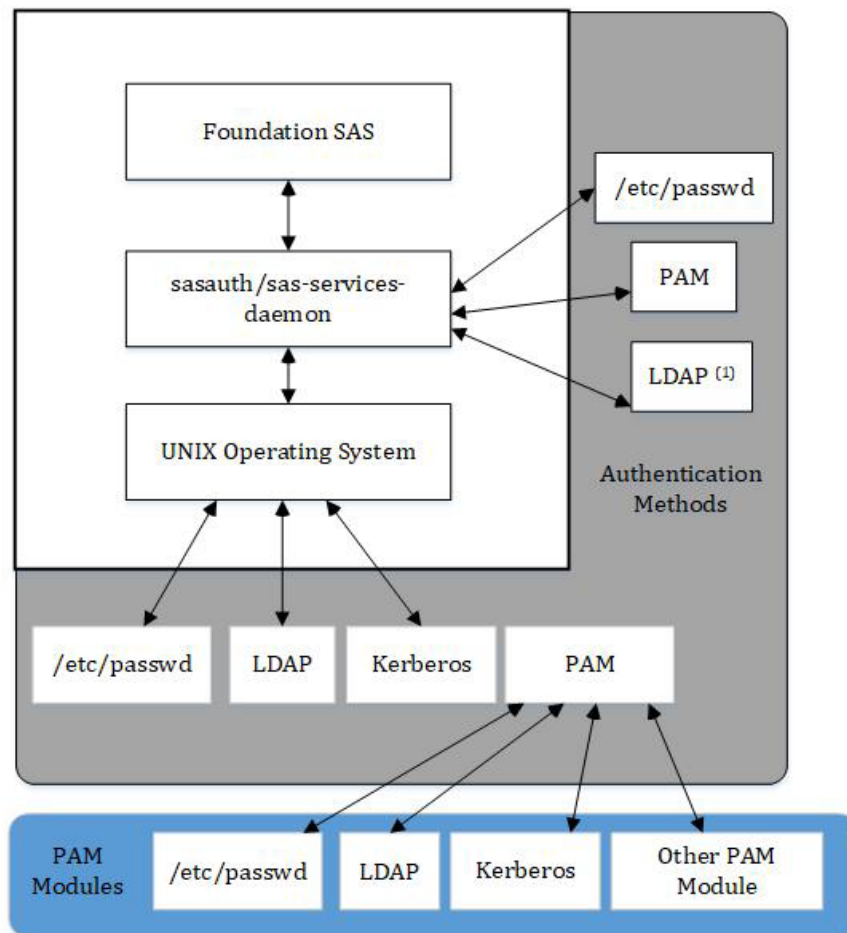 Foundation SAS
/etc/passwd
sasauth/sas-services-
daemon
PAM
LDAP (1)
UNIX Operating System
Authentication
Methods
/etc/passwd
LDAP
Kerberos
PAM
PAM
Modules
/etc/passwd
LDAP
Kerberos
Other PAM
Module